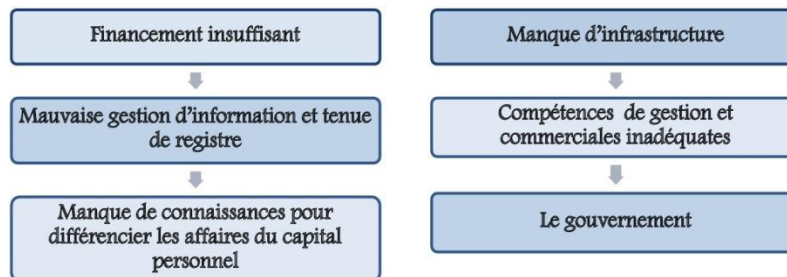 Financement insuffisant
Mauvaise gestion d'information et tenue
de registre
Manque de connaissances pour
différencier les affaires du capital
personnel
Manque d'infrastructure
Compétences de gestion et
commerciales inadéquates
Le gouvernement